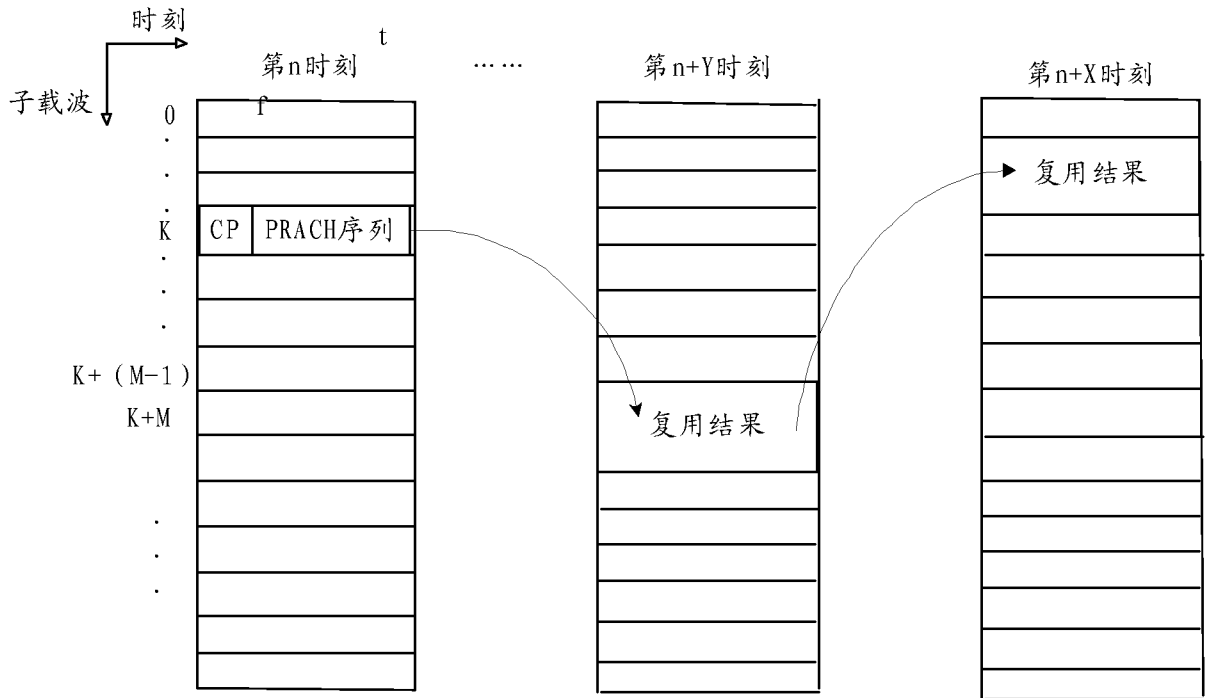 时刻
t
第n时刻
……
第n+Y时刻
第n+X时刻
子载波
0
f
.
.
.
K
CP
PRACH序列
复用结果
.
.
.
K+(M-1)
K+M
复用结果
.
.
.